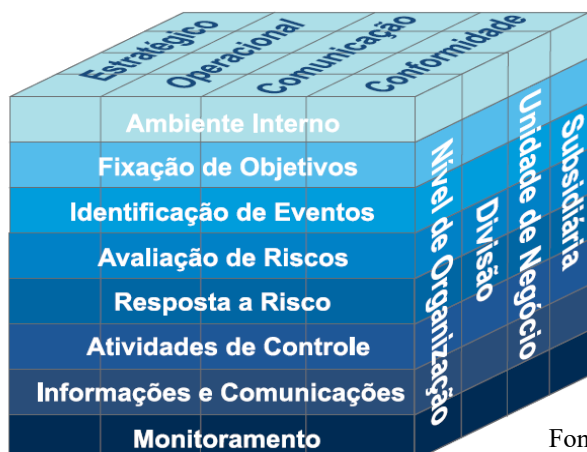 Estratégico
Operacional
Comunicação
Conformidade
Ambiente Interno
Fixação de Objetivos
Identificação de Eventos
Avaliação de Riscos
Resposta a Risco
Atividades de Controle
Informações e Comunicações
Monitoramento
Nível de Organização
Divisão
Unidade de Negócio
Subsidiária
Fon